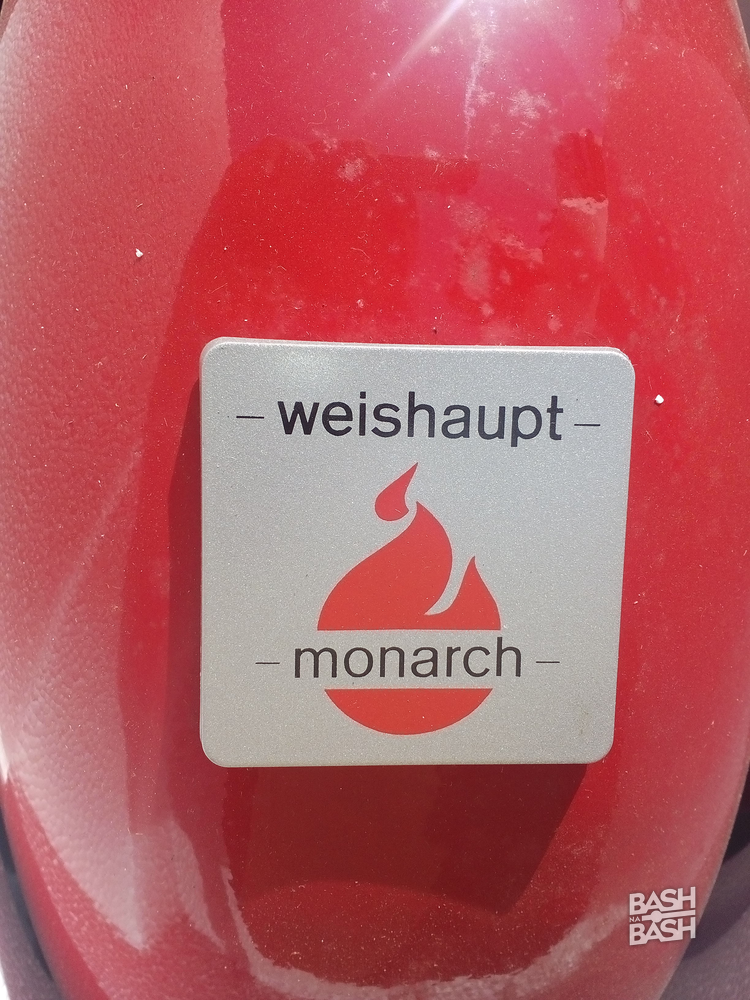 – weishaupt –
– monarch –
BASH
NA
BASH